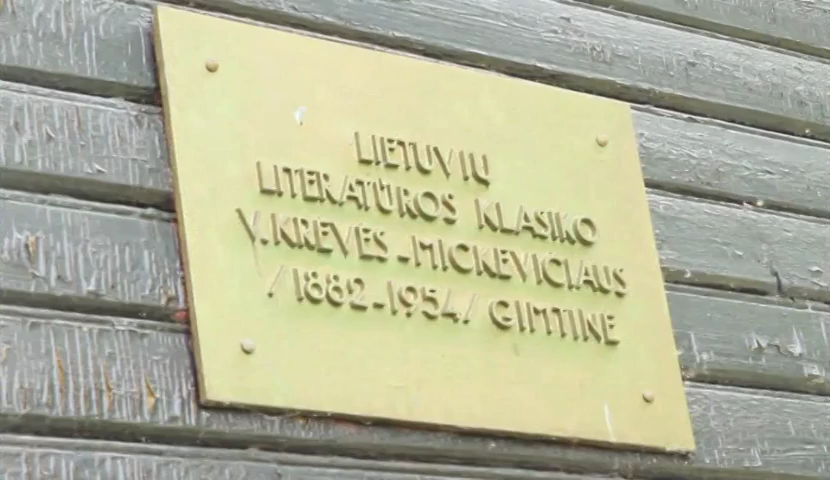 LIETUVIŲ
LITERATŪROS KLASIKO
V. KRĖVĖS-MICKEVIČIAUS
/1882-1954/ GIMTINĖ